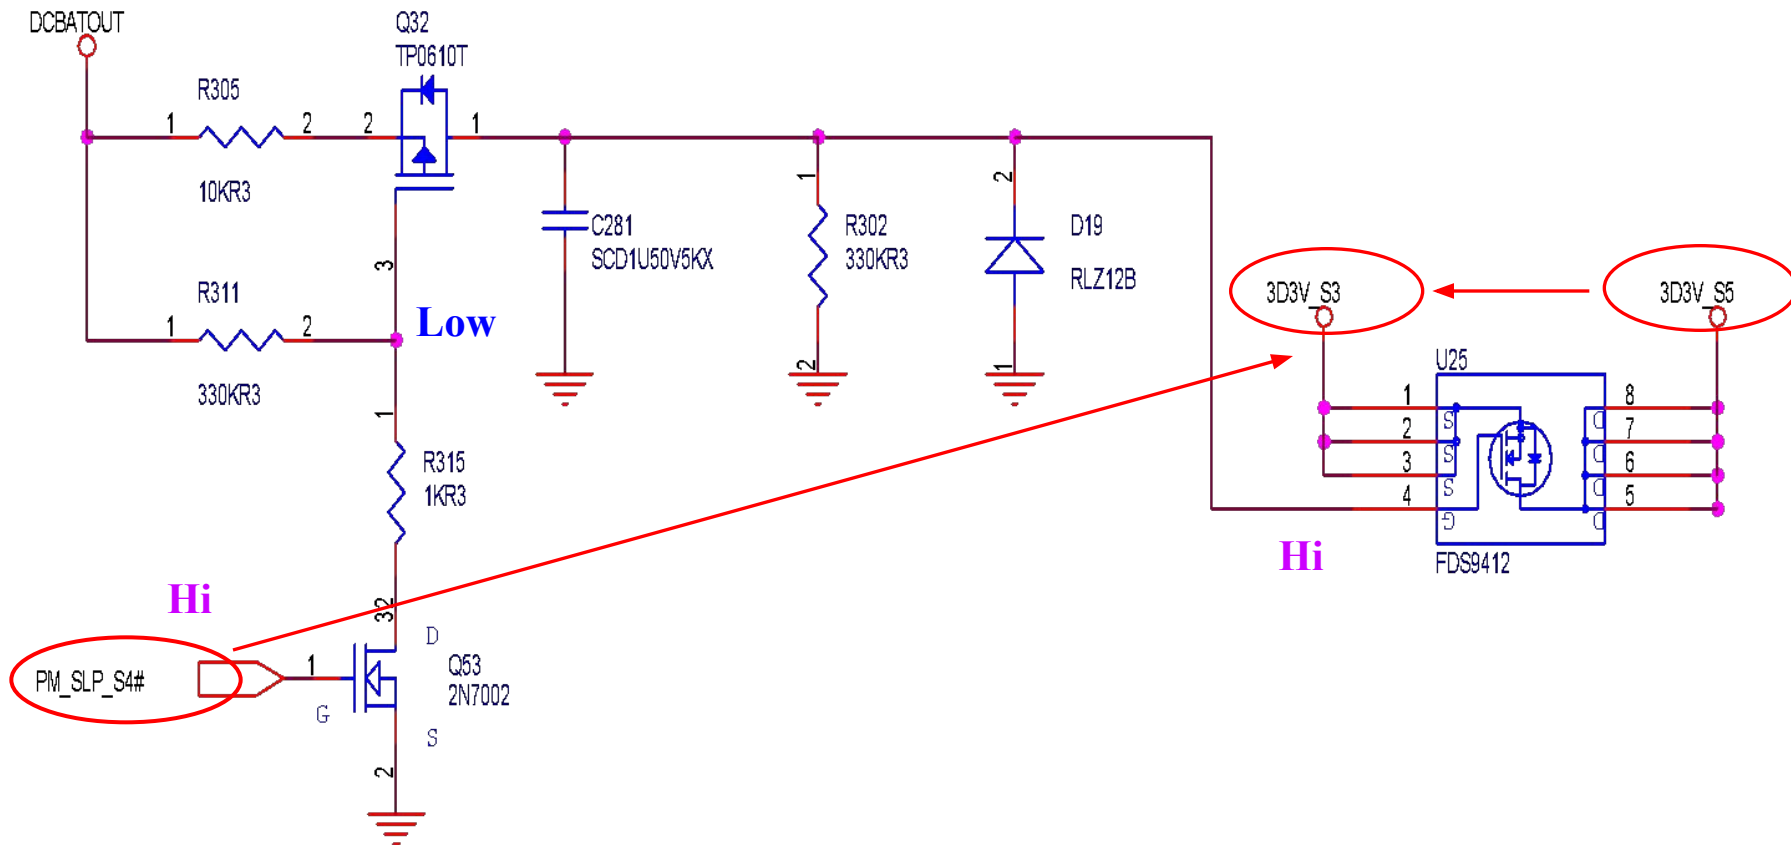 DCBATOUT
Q32
TP0610T
R305
1
2
2
1
10KR3
R311
1
2
330KR3
3
Low
C281
SCD1U50V5KX
1
R302
330KR3
2
2
D19
RLZ12B
1
3D3V_S3
3D3V_S5
U25
1
2
3
4
S
S
S
G
8
7
6
5
D
D
D
D
FDS9412
Hi
1
R315
1KR3
2
3
D
Hi
PM_SLP_S4#
1
G
Q53
2N7002
S
2